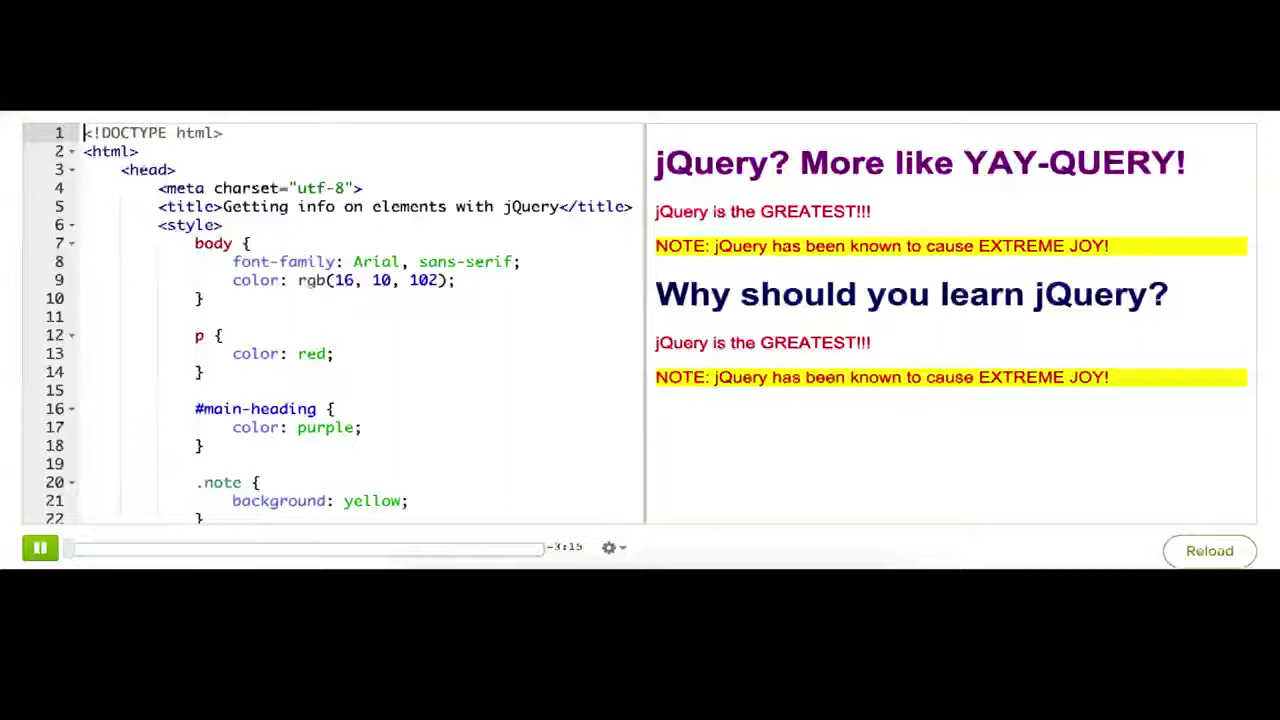 1 <!DOCTYPE html>
2 <html>
3 <head>
4 <meta charset="utf-8">
5 <title>Getting info on elements with jQuery</title>
6 <style>
7 body {
8 font-family: Arial, sans-serif;
9 color: rgb(16, 10, 102);
10 }
11
12 p {
13 color: red;
14 }
15
16 #main-heading {
17 color: purple;
18 }
19
20 .note {
21 background: yellow;
22 }
jQuery? More like YAY-QUERY!
jQuery is the GREATEST!!!
NOTE: jQuery has been known to cause EXTREME JOY!
Why should you learn jQuery?
jQuery is the GREATEST!!!
NOTE: jQuery has been known to cause EXTREME JOY!
-3:15
Reload